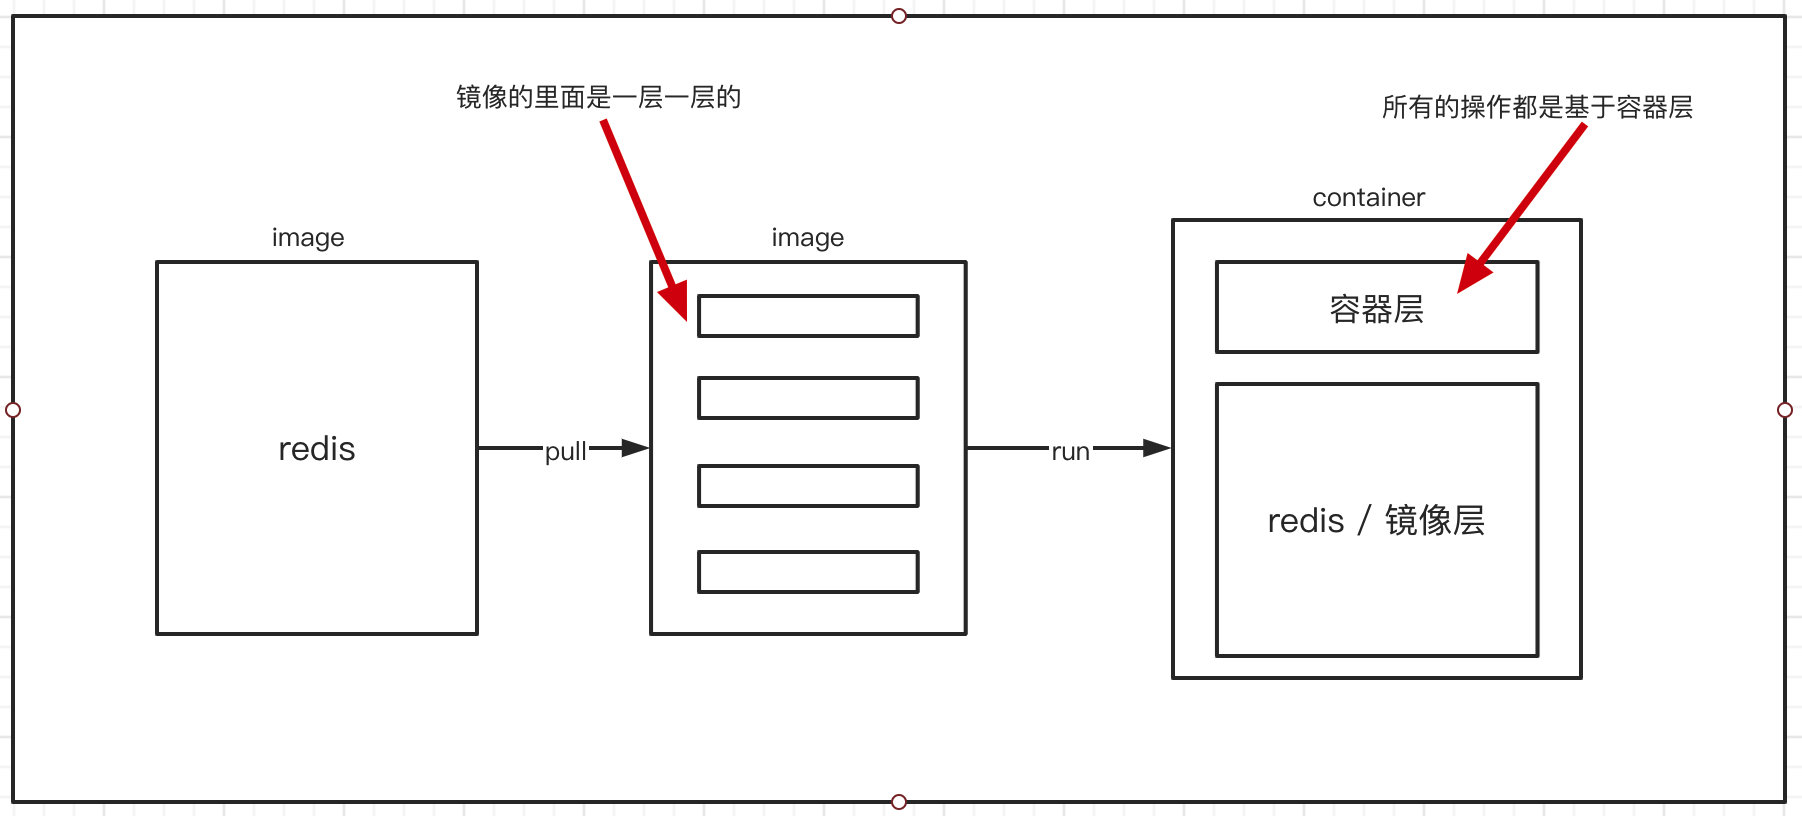 镜像的里面是一层一层的
所有的操作都是基于容器层
image
image
container
redis
pull
run
容器层
redis / 镜像层